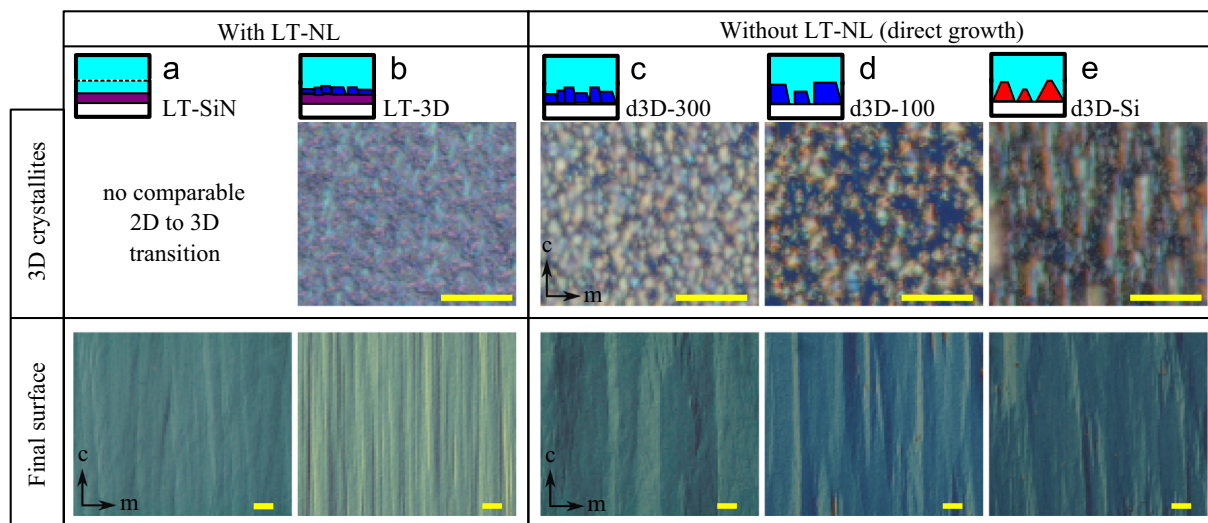 With LT-NL
Without LT-NL (direct growth)
a
LT-SiN
b
LT-3D
c
d3D-300
d
d3D-100
e
d3D-Si
3D crystallites
no comparable
2D to 3D
transition
c
m
Final surface
c
m
c
m